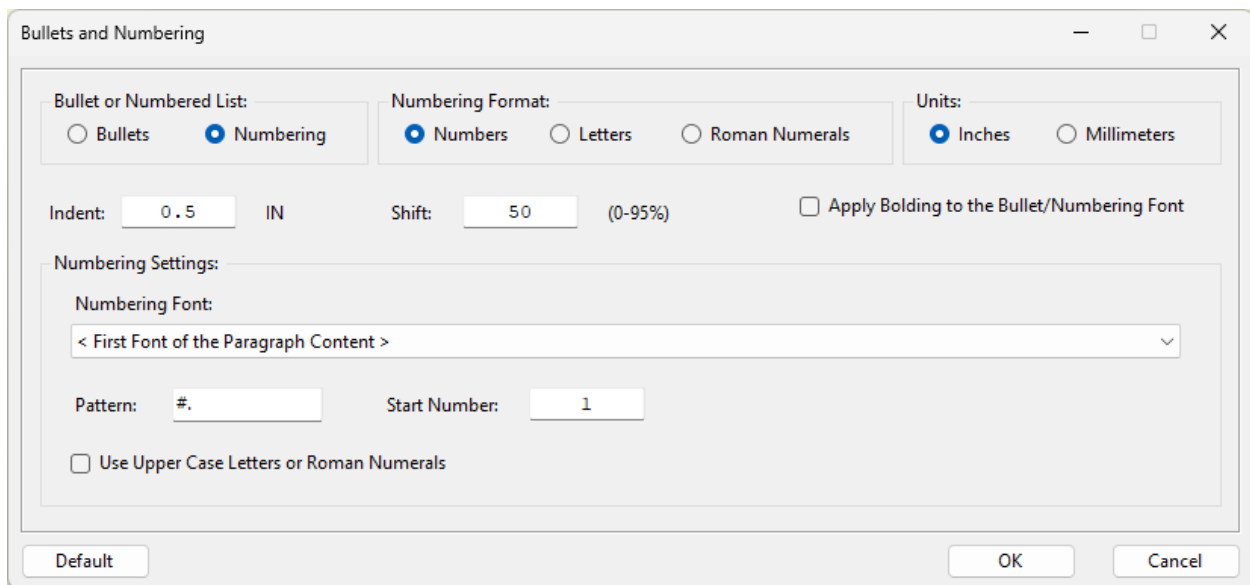 Bullets and Numbering
Bullet or Numbered List:
Bullets
Numbering
Numbering Format:
Numbers
Letters
Roman Numerals
Units:
Inches
Millimeters
Indent: 0.5 IN
Shift: 50 (0-95%)
Apply Bolding to the Bullet/Numbering Font
Numbering Settings:
Numbering Font:
< First Font of the Paragraph Content >
Pattern: #.
Start Number: 1
Use Upper Case Letters or Roman Numerals
Default
OK
Cancel